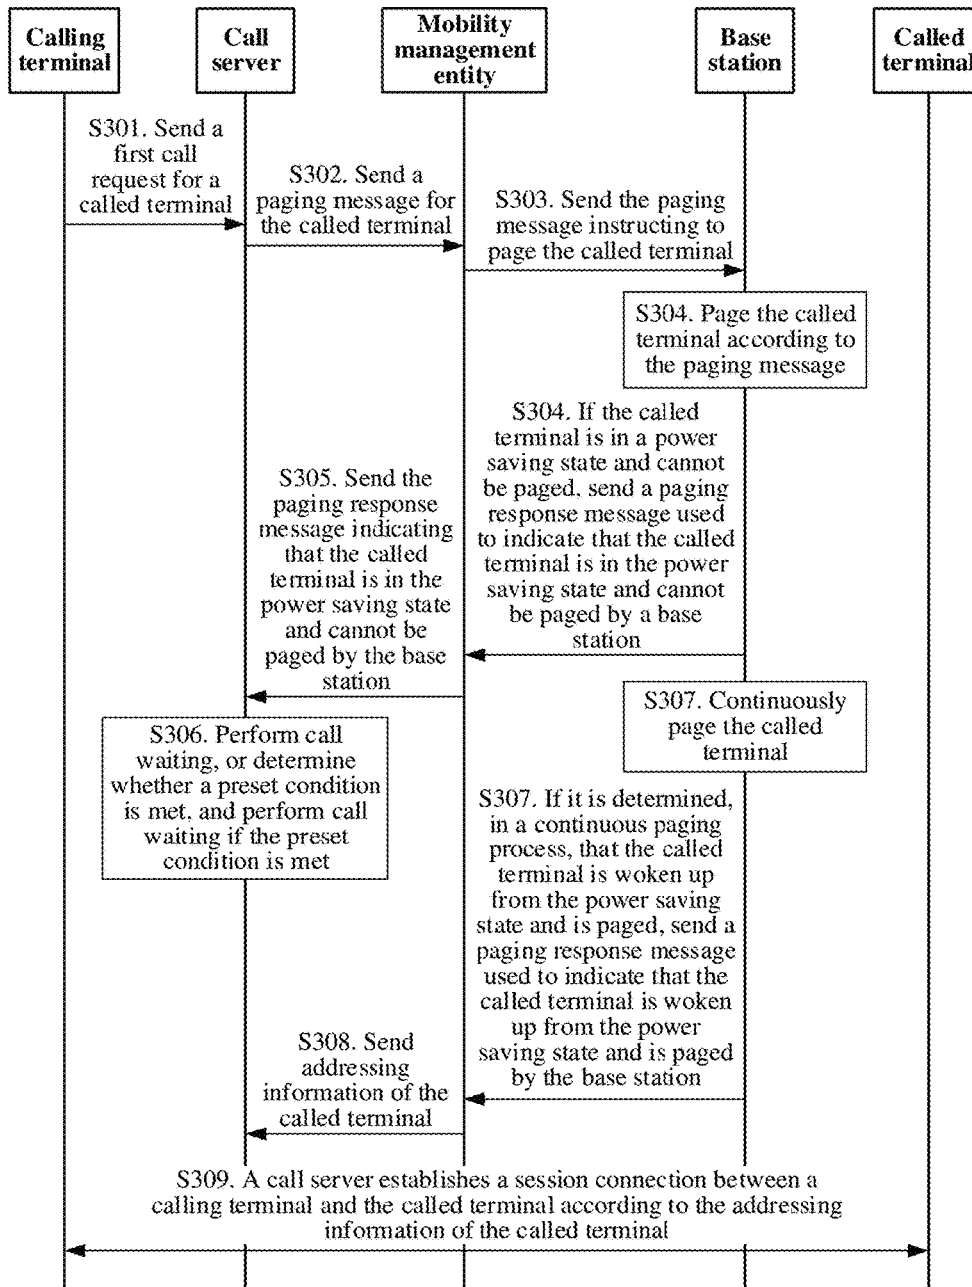 Calling
terminal
Call
server
Mobility
management
entity
Base
station
Called
terminal
S301. Send a
first call
request for a
called terminal
S302. Send a
paging message for
the called terminal
S303. Send the paging
message instructing to
page the called terminal
S304. Page the called
terminal according to
the paging message
S304. If the called
terminal is in a power
saving state and cannot
be paged, send a paging
response message used
to indicate that the called
terminal is in the power
saving state and cannot
be paged by a base
station
S305. Send the
paging response
message indicating
that the called
terminal is in the
power saving state
and cannot be
paged by the base
station
S306. Perform call
waiting, or determine
whether a preset condition
is met, and perform call
waiting if the preset
condition is met
S307. Continuously
page the called
terminal
S307. If it is determined,
in a continuous paging
process, that the called
terminal is woken up
from the power saving
state and is paged, send a
paging response message
used to indicate that the
called terminal is woken
up from the power
saving state and is paged
by the base station
S308. Send
addressing
information of the
called terminal
S309. A call server establishes a session connection between a
calling terminal and the called terminal according to the addressing
information of the called terminal